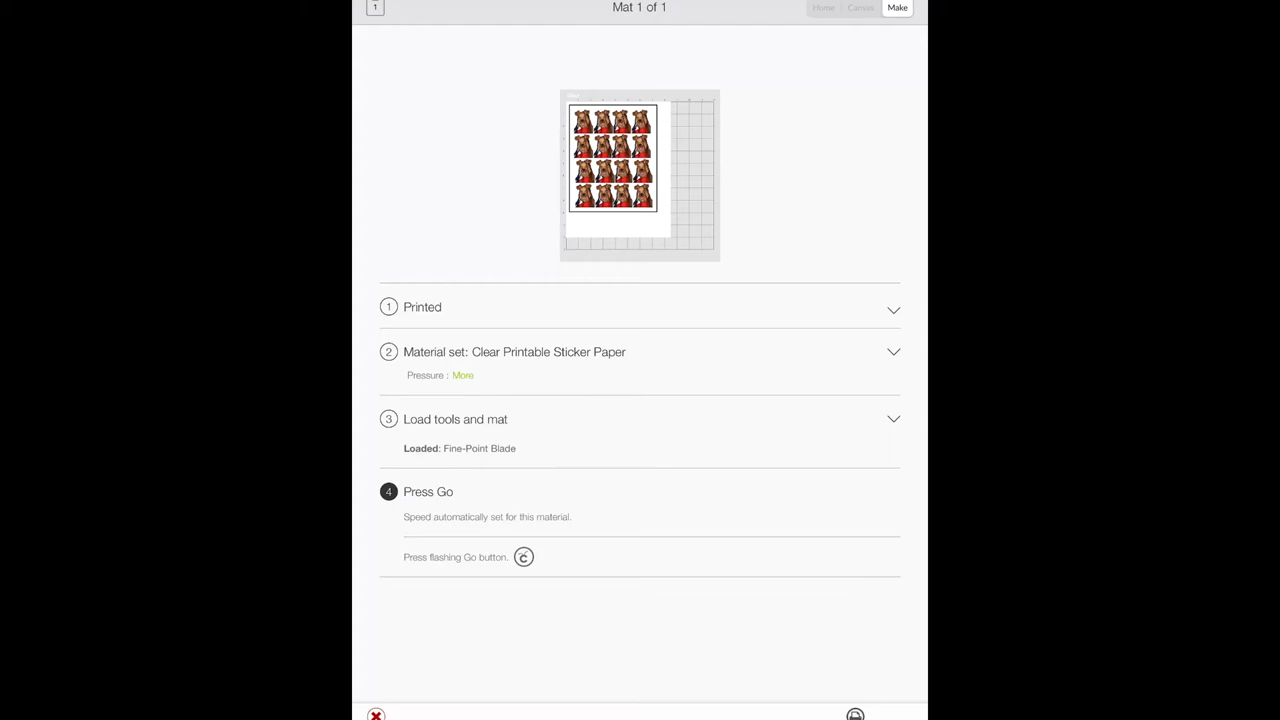 1
Mat 1 of 1
Home
Canvas
Make
1 Printed
2 Material set: Clear Printable Sticker Paper
Pressure : More
3 Load tools and mat
Loaded: Fine-Point Blade
4 Press Go
Speed automatically set for this material.
Press flashing Go button.